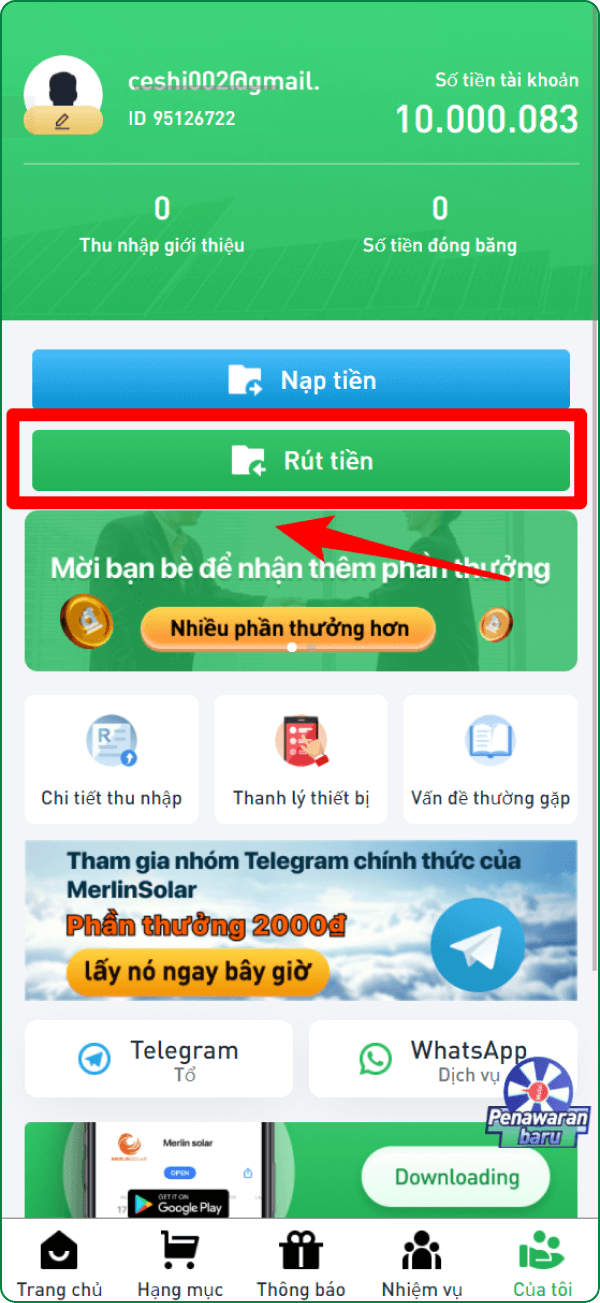 ceshi002@gmail.
ID 95126722
Số tiền tài khoản
10.000.083
0
Thu nhập giới thiệu
0
Số tiền đóng băng
Nạp tiền
Rút tiền
Mời bạn bè để nhận thêm phần thưởng
Nhiều phần thưởng hơn
Chi tiết thu nhập
Thanh lý thiết bị
Vấn đề thường gặp
Tham gia nhóm Telegram chính thức của
MerlinSolar
Phần thưởng 2000đ
lấy nó ngay bây giờ
Telegram
Tổ
WhatsApp
Dịch vụ
Penawaran
baru
Merlin solar
MERLINSOLAR
OPEN
17
GET IT ON
Google Play
Downloading
Trang chủ
Hạng mục
Thông báo
Nhiệm vụ
Của tôi